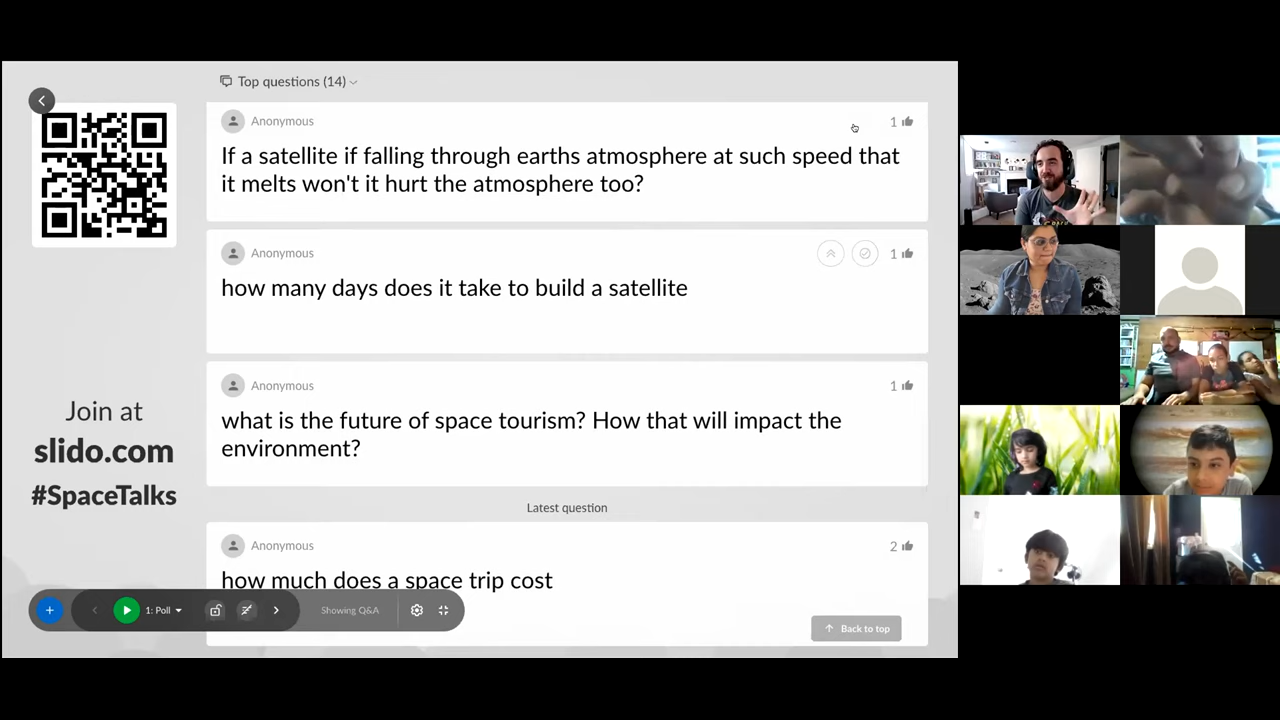 Top questions (14)
Anonymous
1
If a satellite if falling through earths atmosphere at such speed that
it melts won't it hurt the atmosphere too?
Anonymous
1
how many days does it take to build a satellite
Anonymous
1
what is the future of space tourism? How that will impact the
environment?
Join at
slido.com
#SpaceTalks
Latest question
Anonymous
2
how much does a space trip cost
1: Poll
Showing Q&A
Back to top